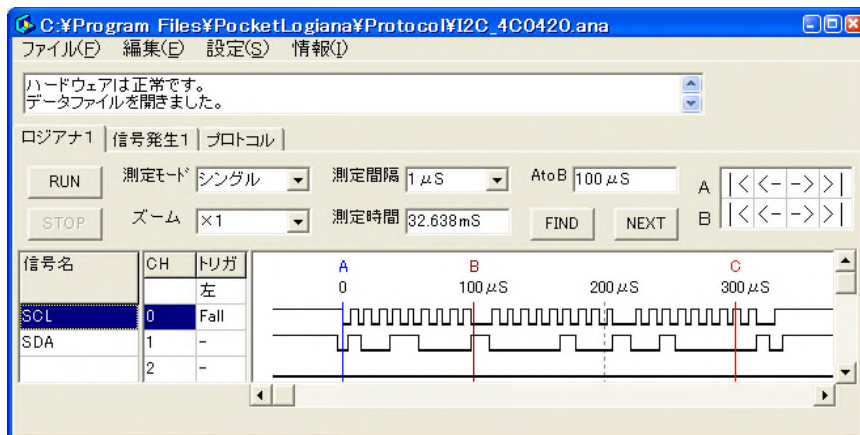 C:¥Program Files¥PocketLogiana¥Protocol¥I2C_4C0420.ana
ファイル(F) 編集(E) 設定(S) 情報(I)
ハードウェアは正常です。
データファイルを開きました。
ロジアナ1 信号発生1 プロトコル
RUN 測定モード シングル 測定間隔 1μS AtoB 100μS A |< <- -> >|
STOP ズーム ×1 測定時間 32.638mS FIND NEXT B |< <- -> >|
信号名 CH トリガ A B C
左 0 100μS 200μS 300μS
SCL 0 Fall
SDA 1 -
2 -